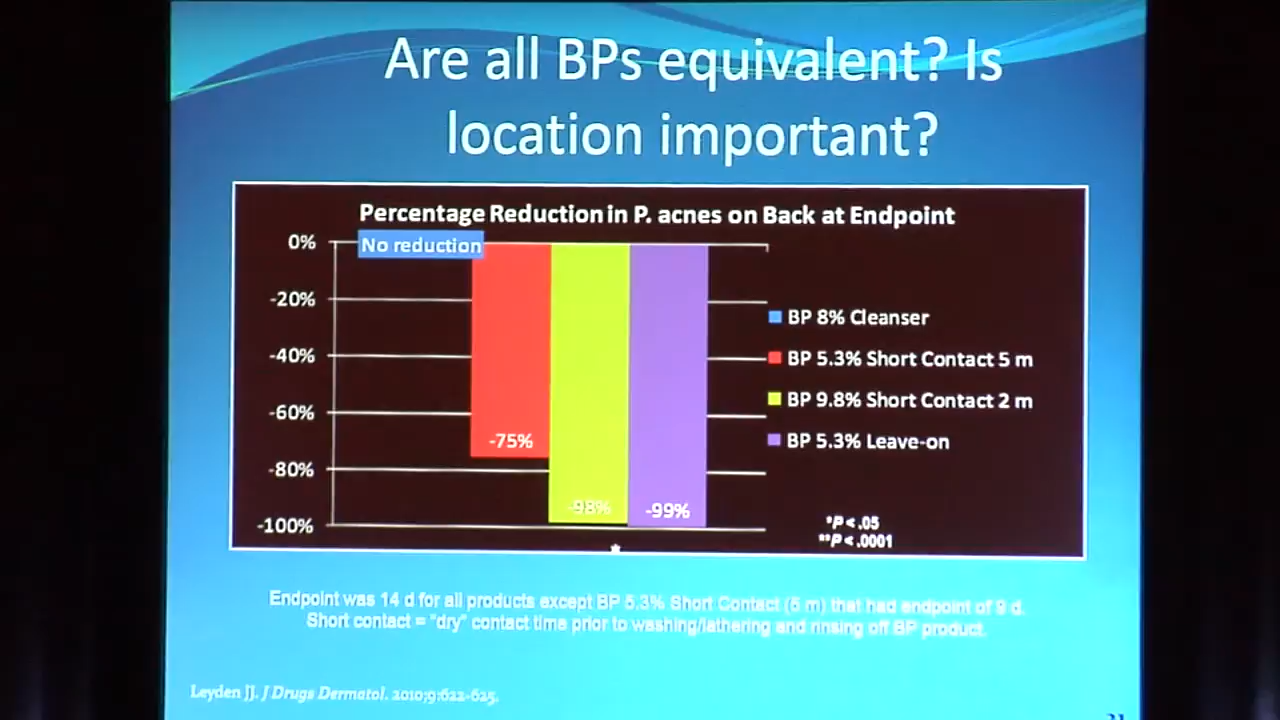 Are all BPs equivalent? Is
location important?
Percentage Reduction in P. acnes on Back at Endpoint
0%
No reduction
-20%
-40%
-60%
-80%
-100%
-75%
-98%
-99%
BP 8% Cleanser
BP 5.3% Short Contact 5 m
BP 9.8% Short Contact 2 m
BP 5.3% Leave-on
*P < .05
**P < .0001
*
Endpoint was 14 d for all products except BP 5.3% Short Contact (5 m) that had endpoint of 9 d.
Short contact = "dry" contact time prior to washing/lathering and rinsing off BP product.
Leyden JJ. J Drugs Dermatol. 2010;9:622-625.